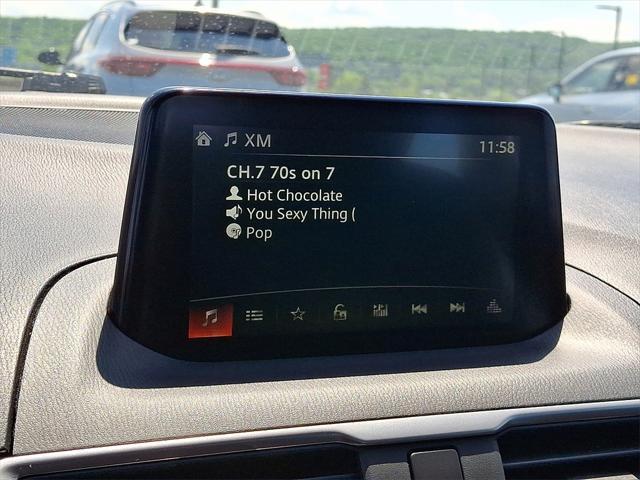 XM
11:58
CH.7 70s on 7
Hot Chocolate
You Sexy Thing (
Pop